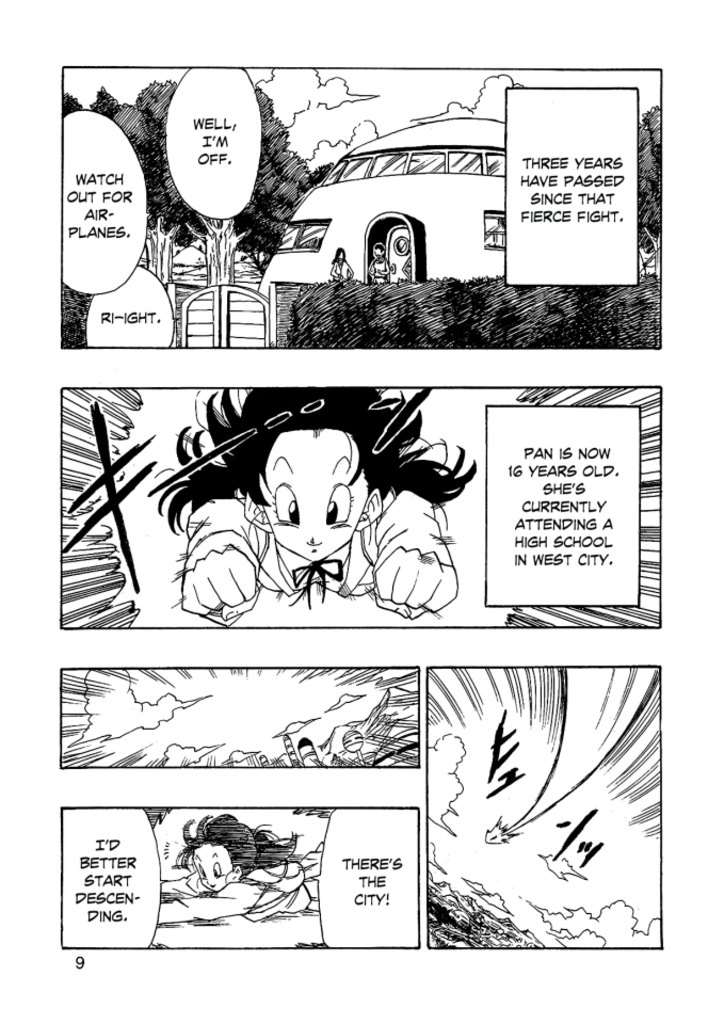 THREE YEARS
HAVE PASSED
SINCE THAT
FIERCE FIGHT.
WELL,
I'M
OFF.
WATCH
OUT FOR
AIR-
PLANES.
RI-IGHT.
PAN IS NOW
16 YEARS OLD.
SHE'S
CURRENTLY
ATTENDING A
HIGH SCHOOL
IN WEST CITY.
THERE'S
THE
CITY!
I'D
BETTER
START
DESCEN-
DING.
9